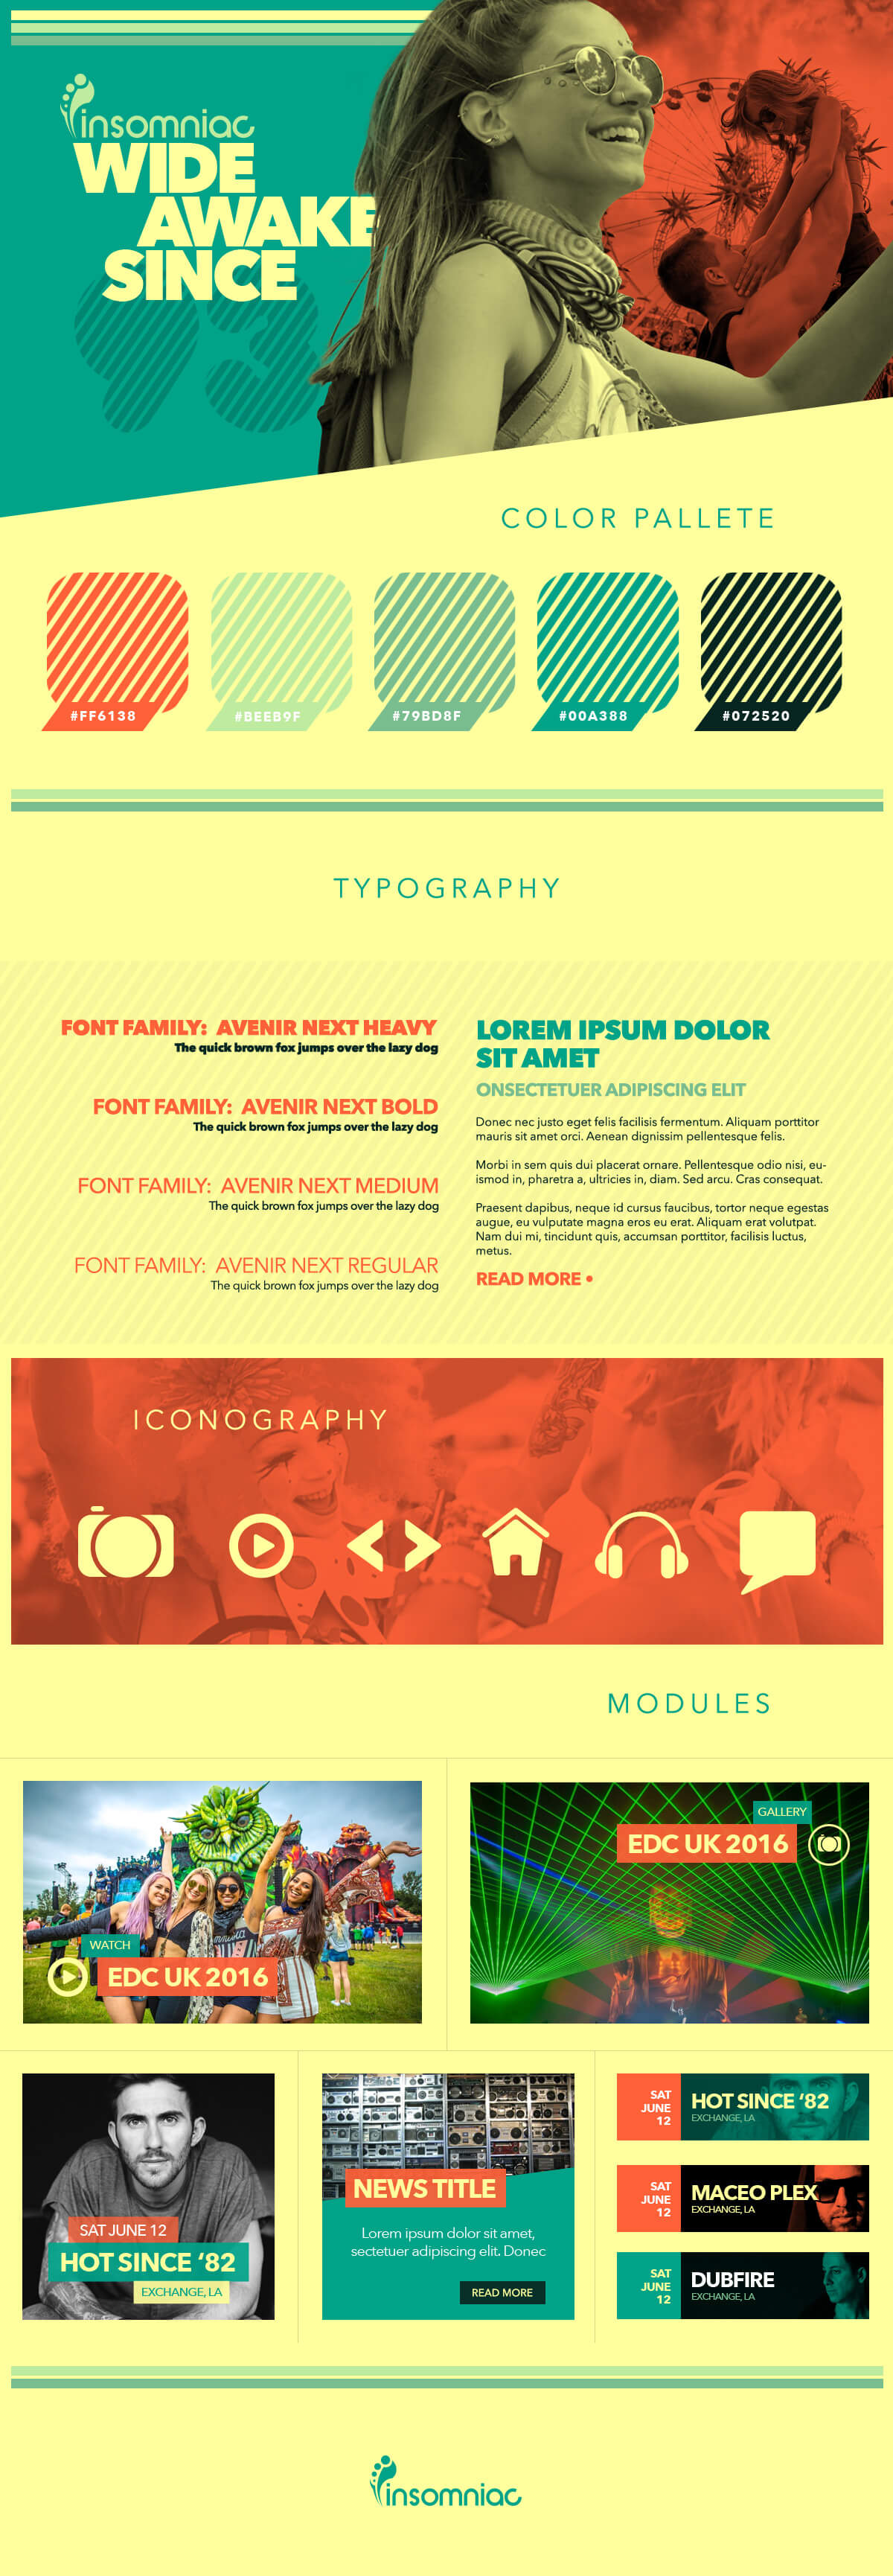 insomniac
WIDE
AWAKE
SINCE
93
COLOR PALLETE
#FF6138
#BEEB9F
#79BD8F
#00A388
#072520
TYPOGRAPHY
FONT FAMILY: AVENIR NEXT HEAVY
The quick brown fox jumps over the lazy dog
FONT FAMILY: AVENIR NEXT BOLD
The quick brown fox jumps over the lazy dog
FONT FAMILY: AVENIR NEXT MEDIUM
The quick brown fox jumps over the lazy dog
FONT FAMILY: AVENIR NEXT REGULAR
The quick brown fox jumps over the lazy dog
LOREM IPSUM DOLOR
SIT AMET
ONSECTETUER ADIPISCING ELIT
Donec nec justo eget felis facilisis fermentum. Aliquam porttitor
mauris sit amet orci. Aenean dignissim pellentesque felis.
Morbi in sem quis dui placerat ornare. Pellentesque odio nisi, eu-
ismod in, pharetra a, ultricies in, diam. Sed arcu. Cras consequat.
Praesent dapibus, neque id cursus faucibus, tortor neque egestas
augue, eu vulputate magna eros eu erat. Aliquam erat volutpat.
Nam dui mi, tincidunt quis, accumsan porttitor, facilisis luctus,
metus.
READ MORE •
ICONOGRAPHY
MODULES
WATCH
EDC UK 2016
GALLERY
EDC UK 2016
SAT JUNE 12
HOT SINCE ‘82
EXCHANGE, LA
NEWS TITLE
Lorem ipsum dolor sit amet,
sectetuer adipiscing elit. Donec
READ MORE
SAT
JUNE
12
HOT SINCE ‘82
EXCHANGE, LA
SAT
JUNE
12
MACEO PLEX
EXCHANGE, LA
SAT
JUNE
12
DUBFIRE
EXCHANGE, LA
insomniac